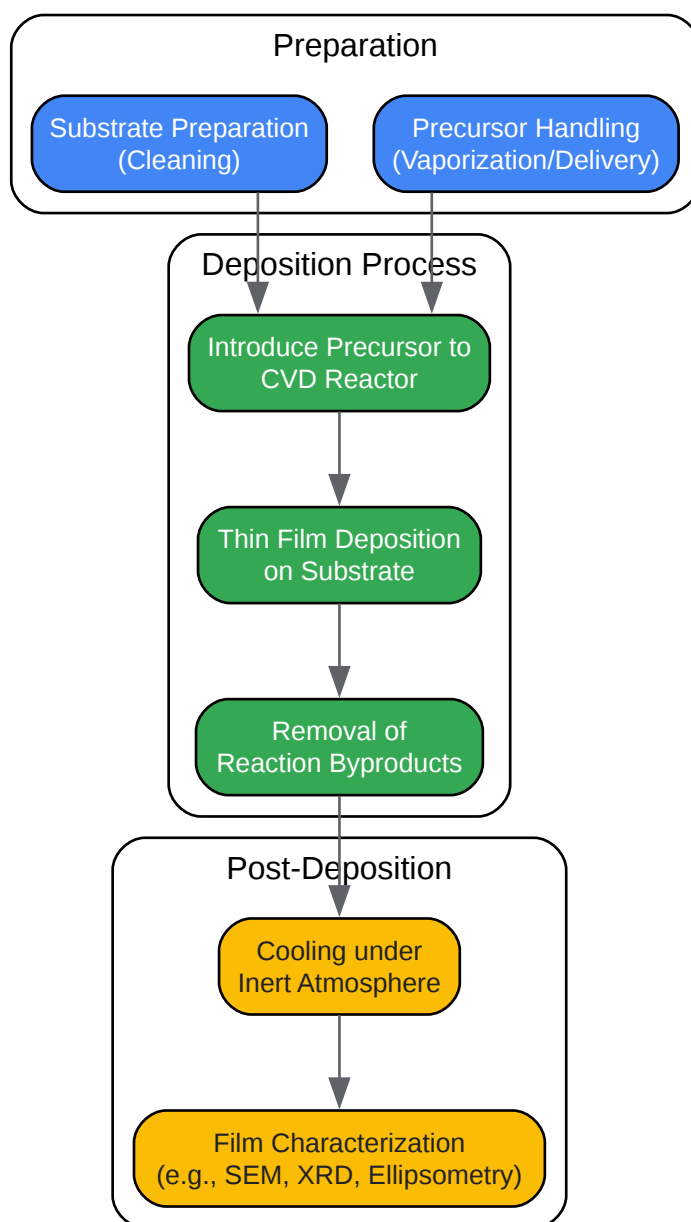 Preparation
Substrate Preparation
(Cleaning)
Precursor Handling
(Vaporization/Delivery)
Deposition Process
Introduce Precursor to
CVD Reactor
Thin Film Deposition
on Substrate
Removal of
Reaction Byproducts
Post-Deposition
Cooling under
Inert Atmosphere
Film Characterization
(e.g., SEM, XRD, Ellipsometry)